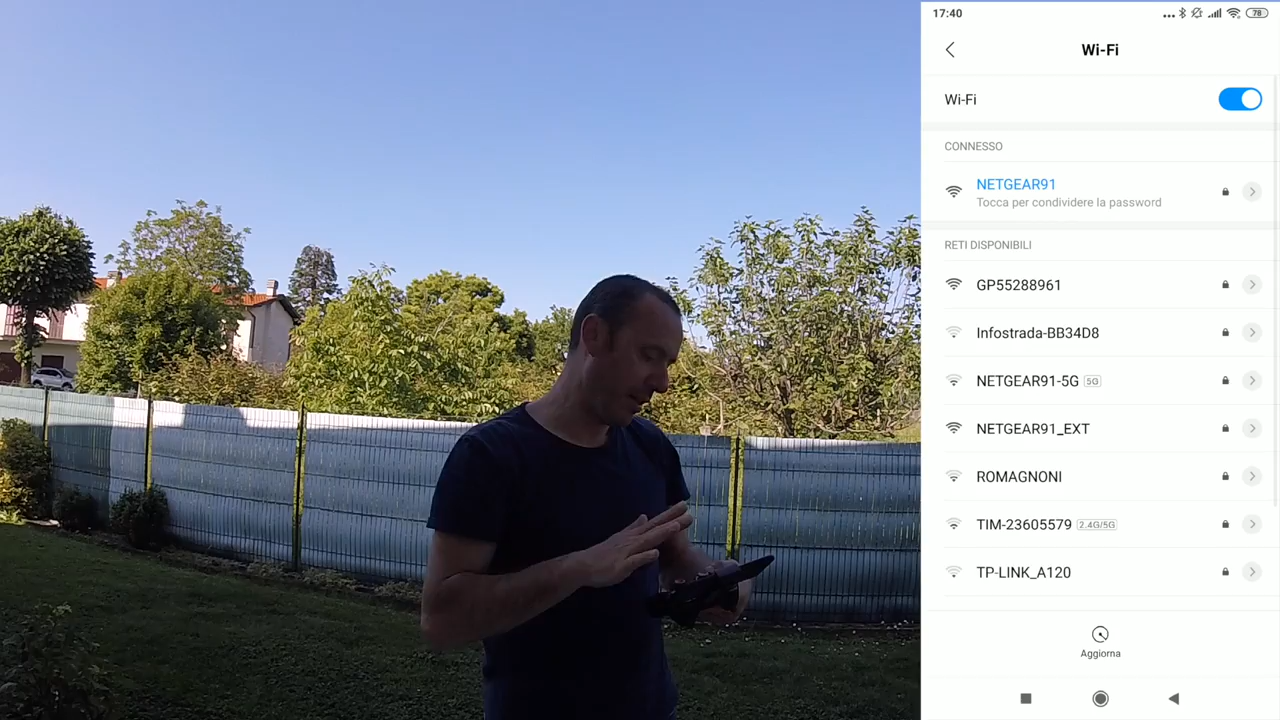 17:40
78
Wi-Fi
Wi-Fi
CONNESSO
NETGEAR91
Tocca per condividere la password
RETI DISPONIBILI
GP55288961
Infostrada-BB34D8
NETGEAR91-5G 5G
NETGEAR91_EXT
ROMAGNONI
TIM-23605579 2.4G/5G
TP-LINK_A120
Aggiorna